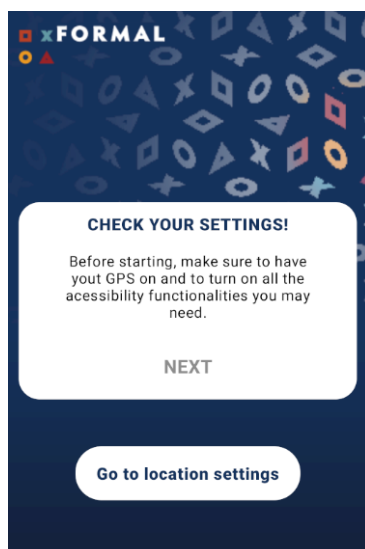 xFORMAL
CHECK YOUR SETTINGS!
Before starting, make sure to have
yout GPS on and to turn on all the
acessibility functionalities you may
need.
NEXT
Go to location settings